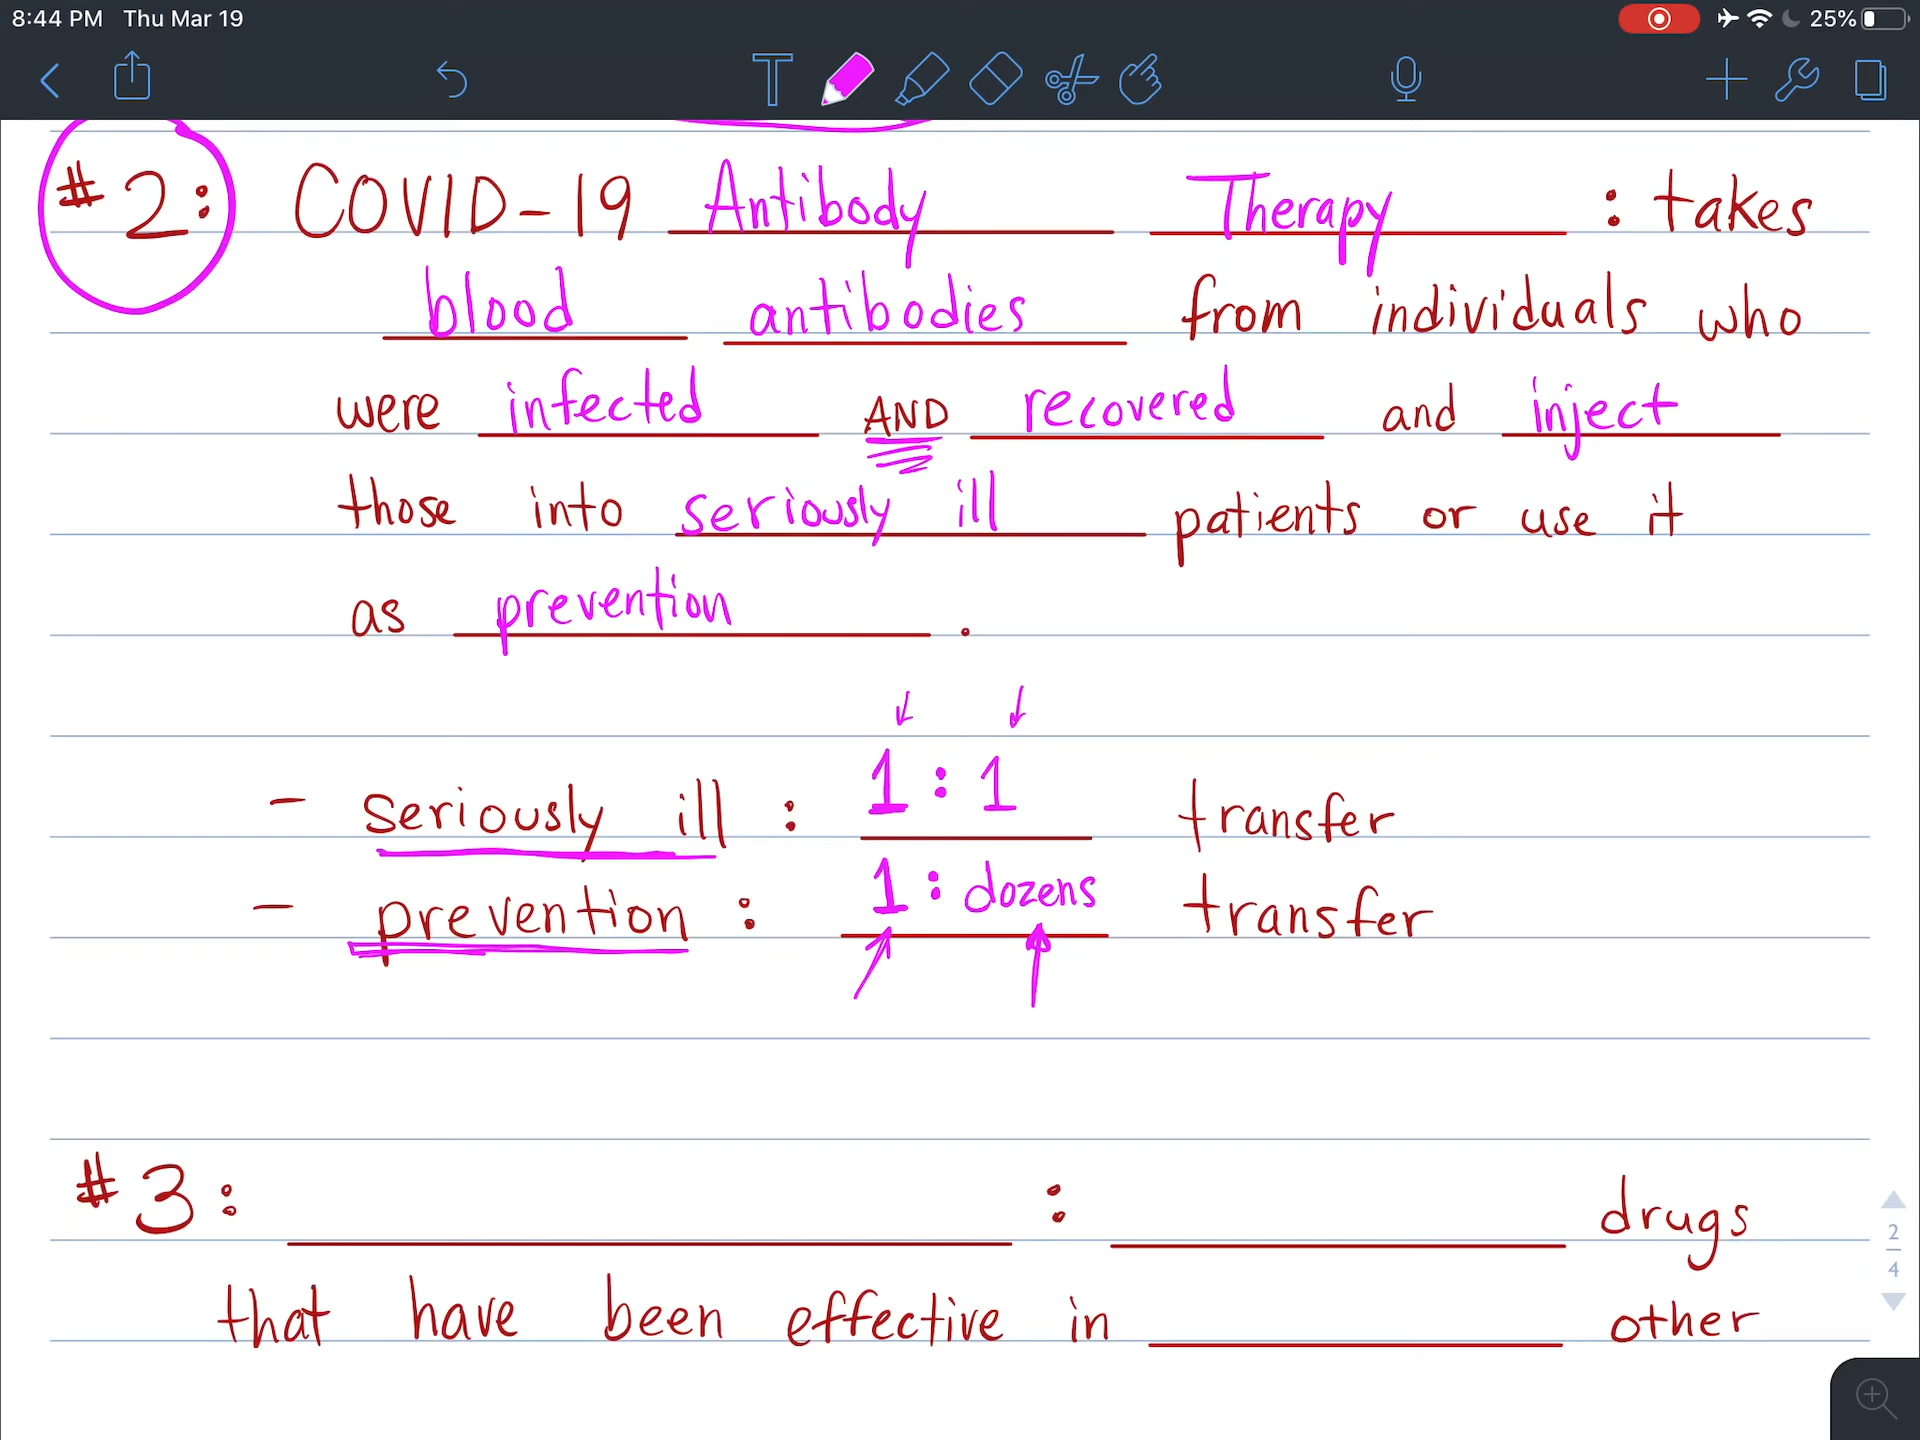 8:44 PM Thu Mar 19 25%
#2: COVID-19 Antibody Therapy : takes
blood antibodies from individuals who
were infected AND recovered and inject
those into seriously ill patients or use it
as prevention .
- seriously ill : 1 : 1 transfer
- prevention : 1 : dozens transfer
#3: : drugs
2
4
that have been effective in other